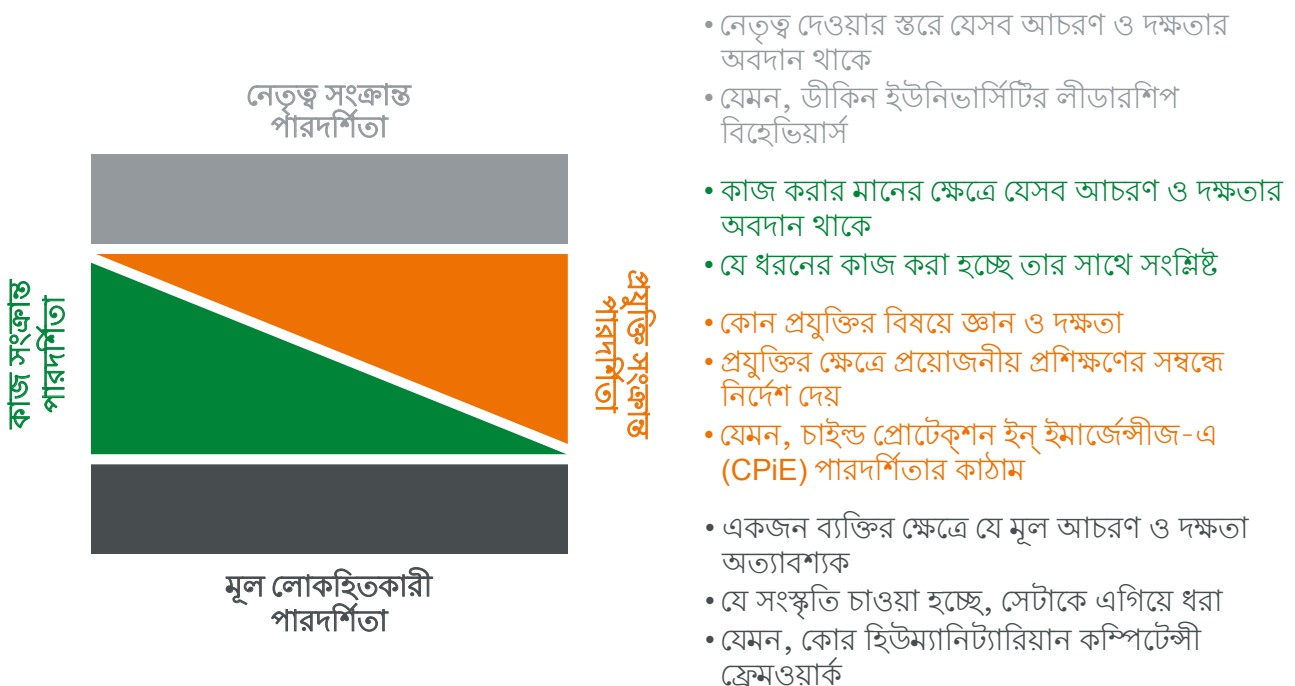 নেতৃত্ব সংক্রান্ত
পারদর্শিতা
কাজ সংক্রান্ত
পারদর্শিতা
প্রযুক্তি সংক্রান্ত
পারদর্শিতা
মূল লোকহিতকারী
পারদর্শিতা
• নেতৃত্ব দেওয়ার স্তরে যেসব আচরণ ও দক্ষতার
অবদান থাকে
• যেমন, ডীকিন ইউনিভার্সিটির লীডারশিপ
বিহেভিয়ার্স
• কাজ করার মানের ক্ষেত্রে যেসব আচরণ ও দক্ষতার
অবদান থাকে
• যে ধরনের কাজ করা হচ্ছে তার সাথে সংশ্লিষ্ট
• কোন প্রযুক্তির বিষয়ে জ্ঞান ও দক্ষতা
• প্রযুক্তির ক্ষেত্রে প্রয়োজনীয় প্রশিক্ষণের সম্বন্ধে
নির্দেশ দেয়
• যেমন, চাইল্ড প্রোটেক্‌শন ইন্ ইমার্জেন্সীজ-এ
(CPiE) পারদর্শিতার কাঠাম
• একজন ব্যক্তির ক্ষেত্রে যে মূল আচরণ ও দক্ষতা
অত্যাবশ্যক
• যে সংস্কৃতি চাওয়া হচ্ছে, সেটাকে এগিয়ে ধরা
• যেমন, কোর হিউম্যানিট্যারিয়ান কম্পিটেন্সী
ফ্রেমওয়ার্ক